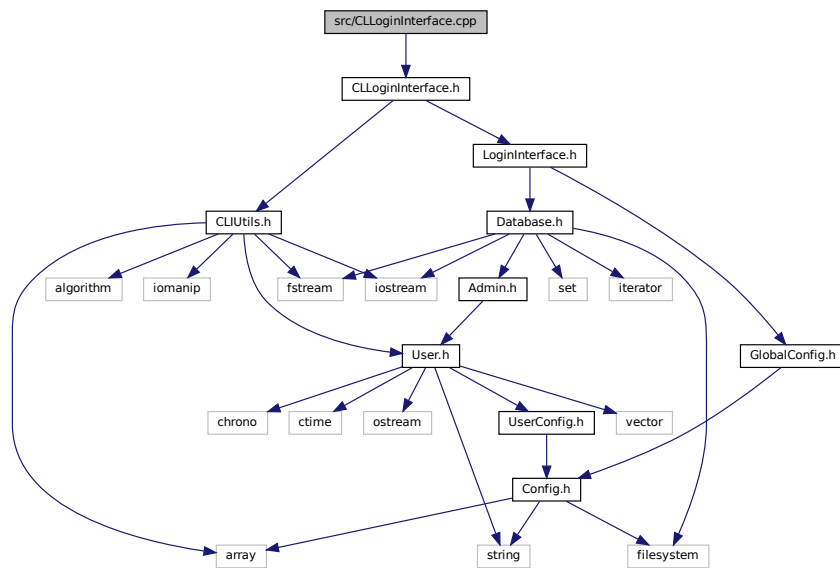 src/CLLoginInterface.cpp
CLLoginInterface.h
LoginInterface.h
CLIUtils.h
Database.h
algorithm
iomanip
fstream
iostream
Admin.h
set
iterator
User.h
GlobalConfig.h
chrono
ctime
ostream
UserConfig.h
vector
Config.h
array
string
filesystem